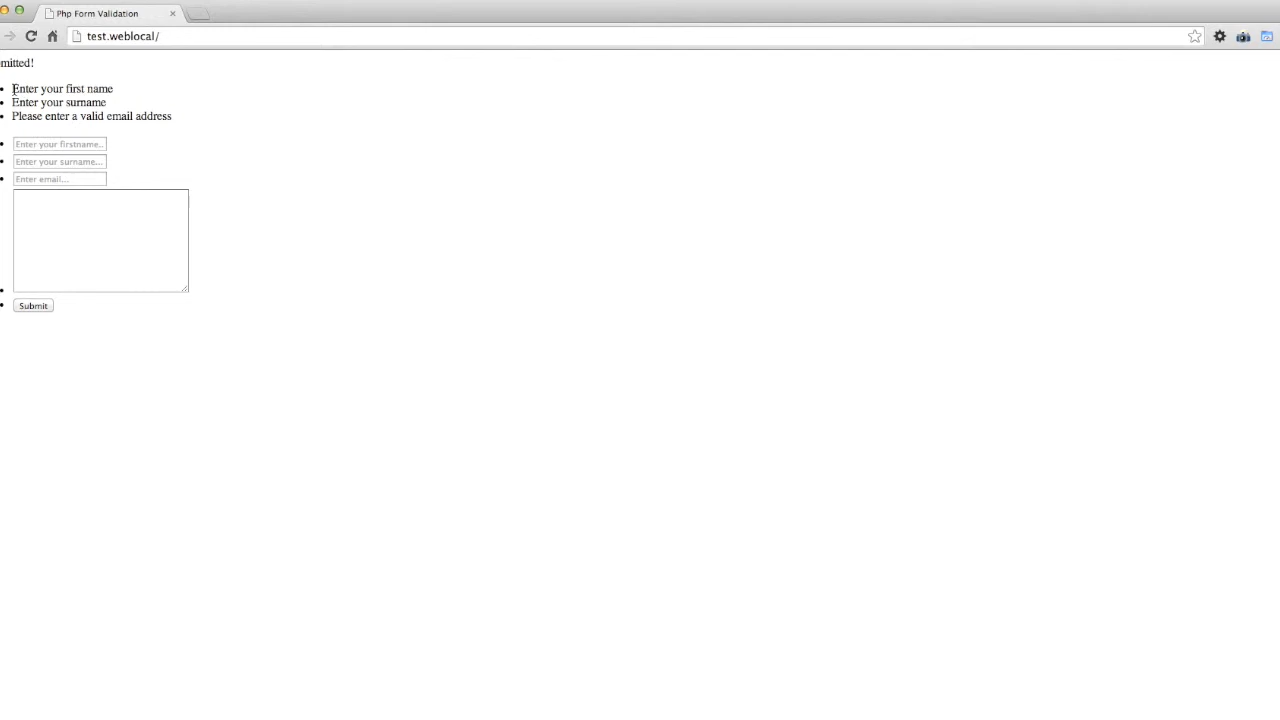 Php Form Validation
test.weblocal/
mitted!
Enter your first name
Enter your surname
Please enter a valid email address
Enter your firstname..
Enter your surname...
Enter email...
Submit